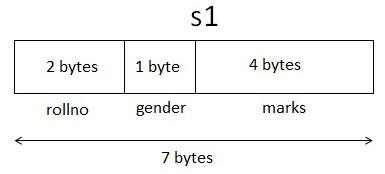 s1
2 bytes 1 byte 4 bytes
rollno gender marks
7 bytes